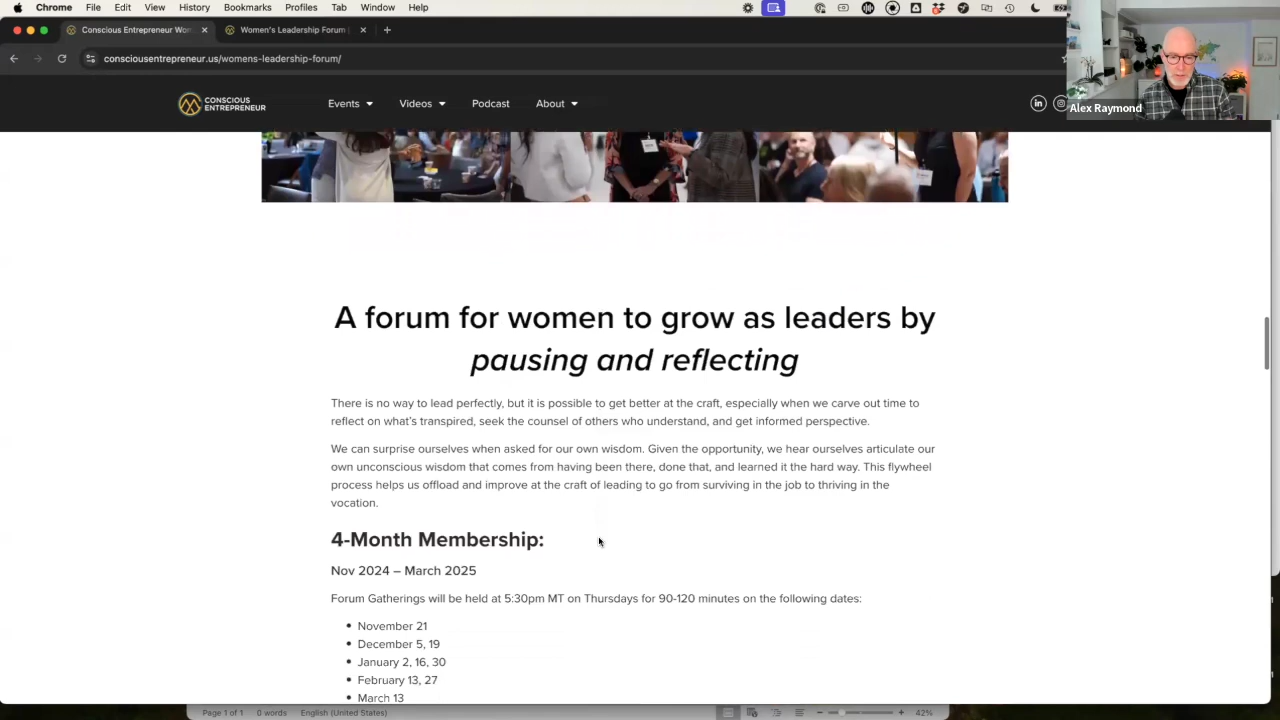 Chrome File Edit View History Bookmarks Profiles Tab Window Help
Conscious Entrepreneur Wom
Women's Leadership Forum
consciousentrepreneur.us/womens-leadership-forum/
CONSCIOUS
ENTREPRENEUR
Events Videos Podcast About
Alex Raymond
A forum for women to grow as leaders by
pausing and reflecting
There is no way to lead perfectly, but it is possible to get better at the craft, especially when we carve out time to
reflect on what's transpired, seek the counsel of others who understand, and get informed perspective.
We can surprise ourselves when asked for our own wisdom. Given the opportunity, we hear ourselves articulate our
own unconscious wisdom that comes from having been there, done that, and learned it the hard way. This flywheel
process helps us offload and improve at the craft of leading to go from surviving in the job to thriving in the
vocation.
4-Month Membership:
Nov 2024 – March 2025
Forum Gatherings will be held at 5:30pm MT on Thursdays for 90-120 minutes on the following dates:
• November 21
• December 5, 19
• January 2, 16, 30
• February 13, 27
• March 13
Page 1 of 1 0 words English (United States) 42%